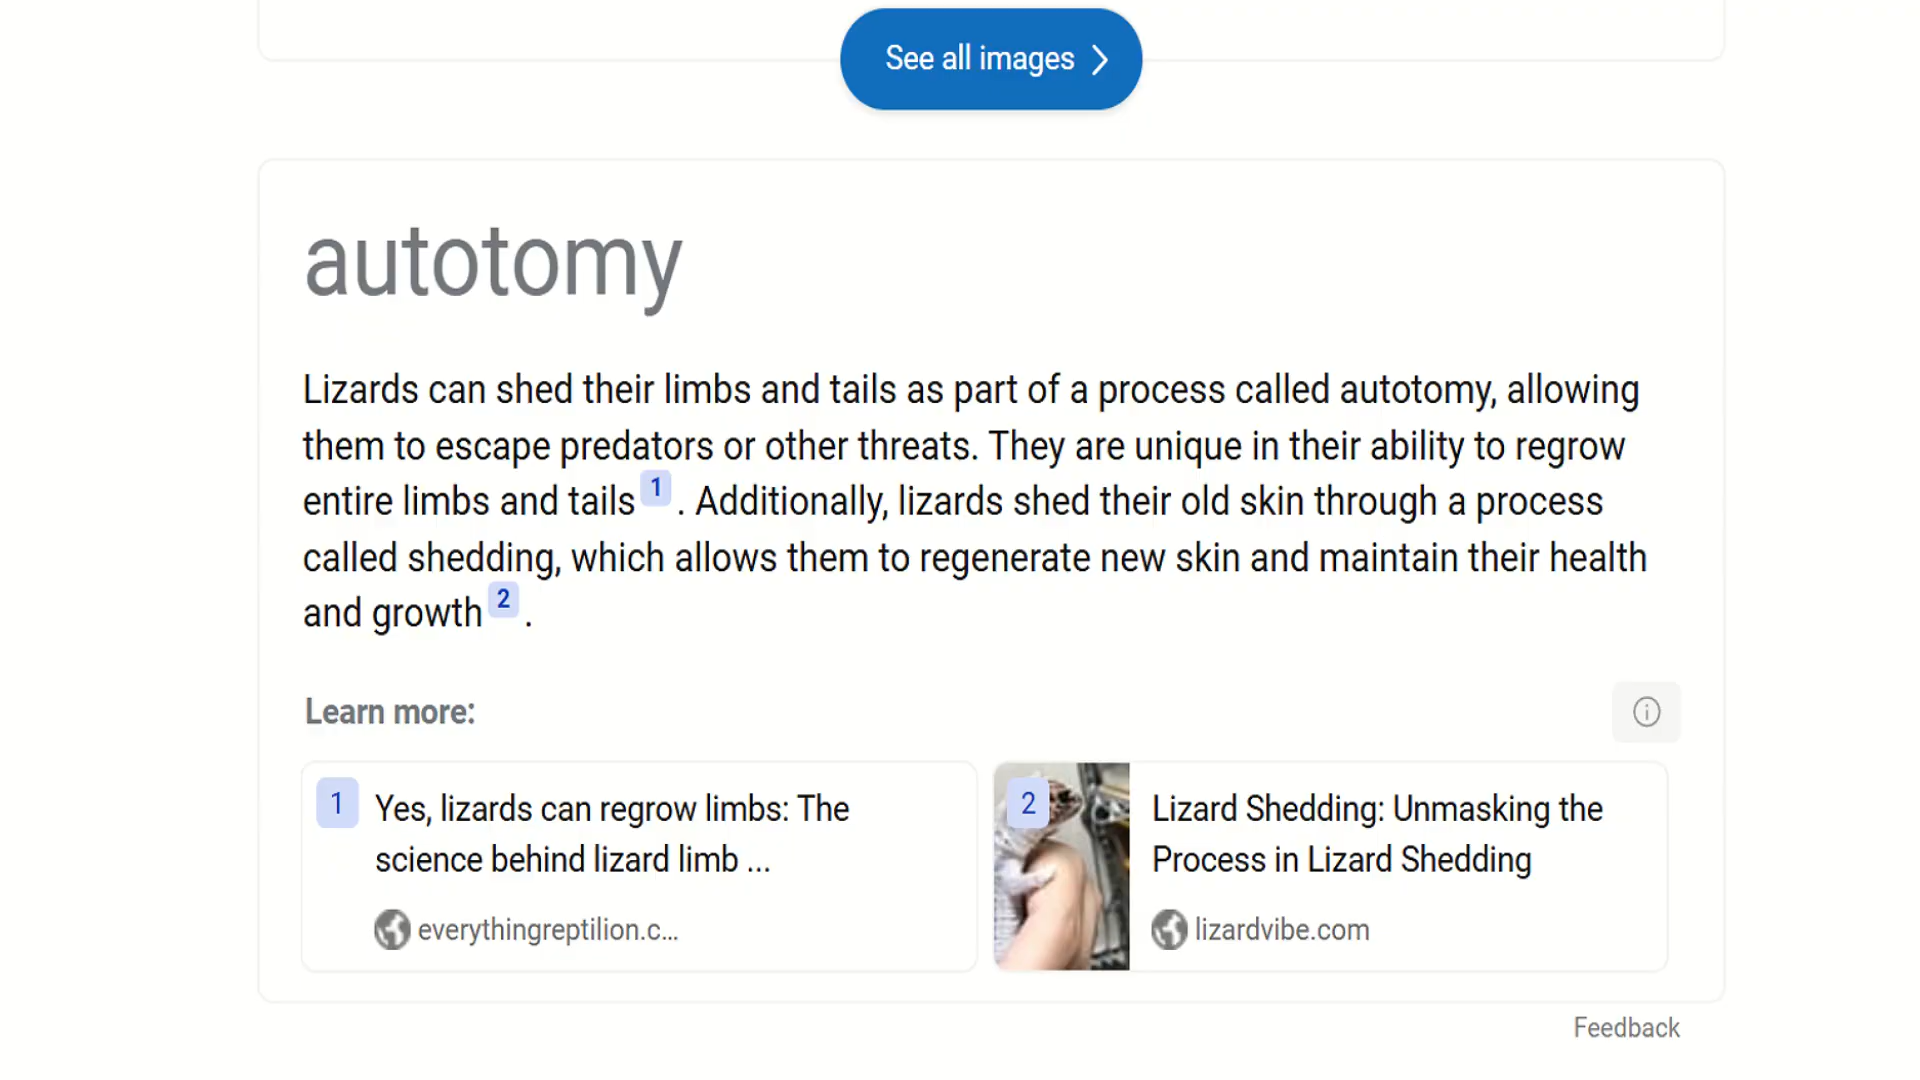 See all images
autotomy
Lizards can shed their limbs and tails as part of a process called autotomy, allowing
them to escape predators or other threats. They are unique in their ability to regrow
entire limbs and tails 1 . Additionally, lizards shed their old skin through a process
called shedding, which allows them to regenerate new skin and maintain their health
and growth 2 .
Learn more:
1 Yes, lizards can regrow limbs: The
science behind lizard limb ...
everythingreptilion.c...
2 Lizard Shedding: Unmasking the
Process in Lizard Shedding
lizardvibe.com
Feedback